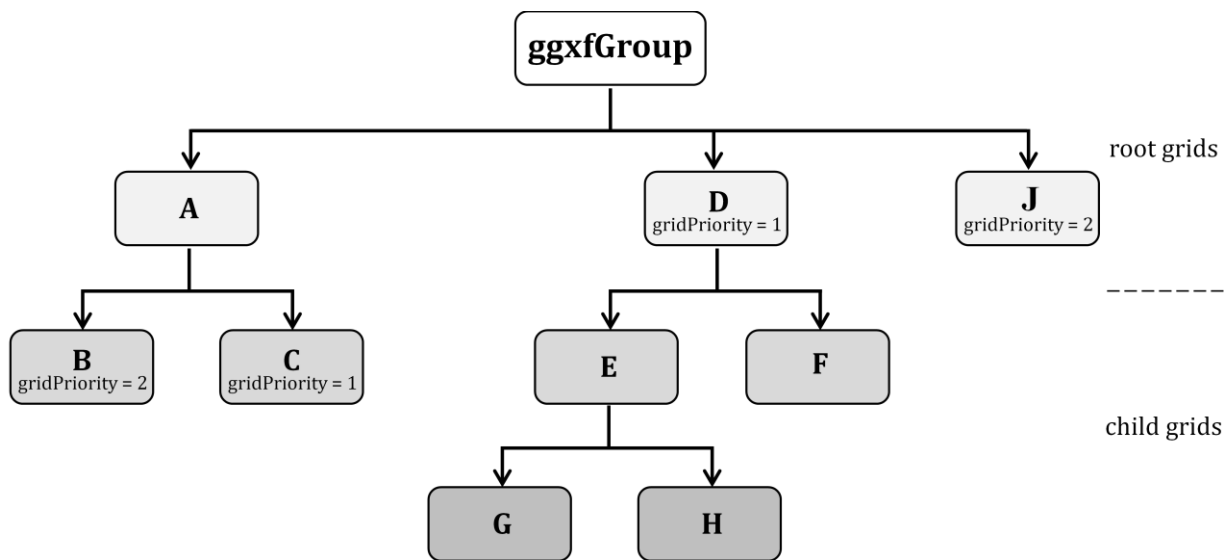 ggxfGroup
root grids
A
D
gridPriority = 1
J
gridPriority = 2
B
gridPriority = 2
C
gridPriority = 1
E
F
child grids
G
H